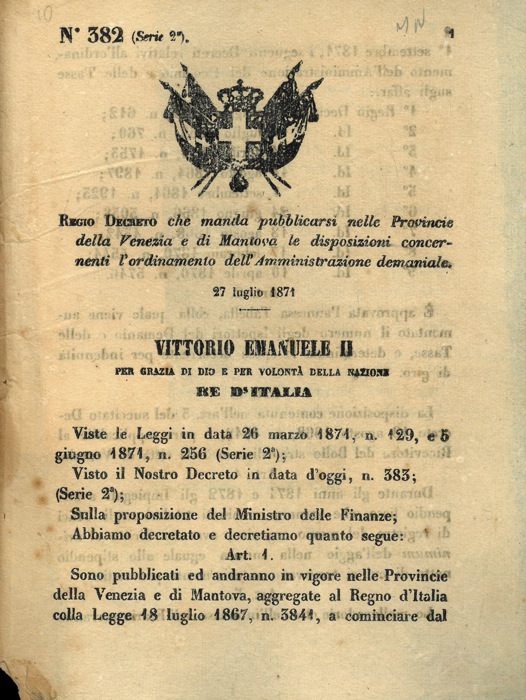 10
MN
N° 382 (Serie 2ª).
1
REGIO DECRETO che manda pubblicarsi nelle Provincie
della Venezia e di Mantova le disposizioni concer-
nenti l'ordinamento dell'Amministrazione demaniale.
27 luglio 1871
VITTORIO EMANUELE II
PER GRAZIA DI DIO E PER VOLONTÀ DELLA NAZIONE
RE D'ITALIA
Viste le Leggi in data 26 marzo 1871, n. 129, e 5
giugno 1871, n. 256 (Serie 2ª);
Visto il Nostro Decreto in data d'oggi, n. 383;
(Serie 2ª);
Sulla proposizione del Ministro delle Finanze;
Abbiamo decretato e decretiamo quanto segue:
Art. 1.
Sono pubblicati ed andranno in vigore nelle Provincie
della Venezia e di Mantova, aggregate al Regno d'Italia
colla Legge 18 luglio 1867, n. 3841, a cominciare dal